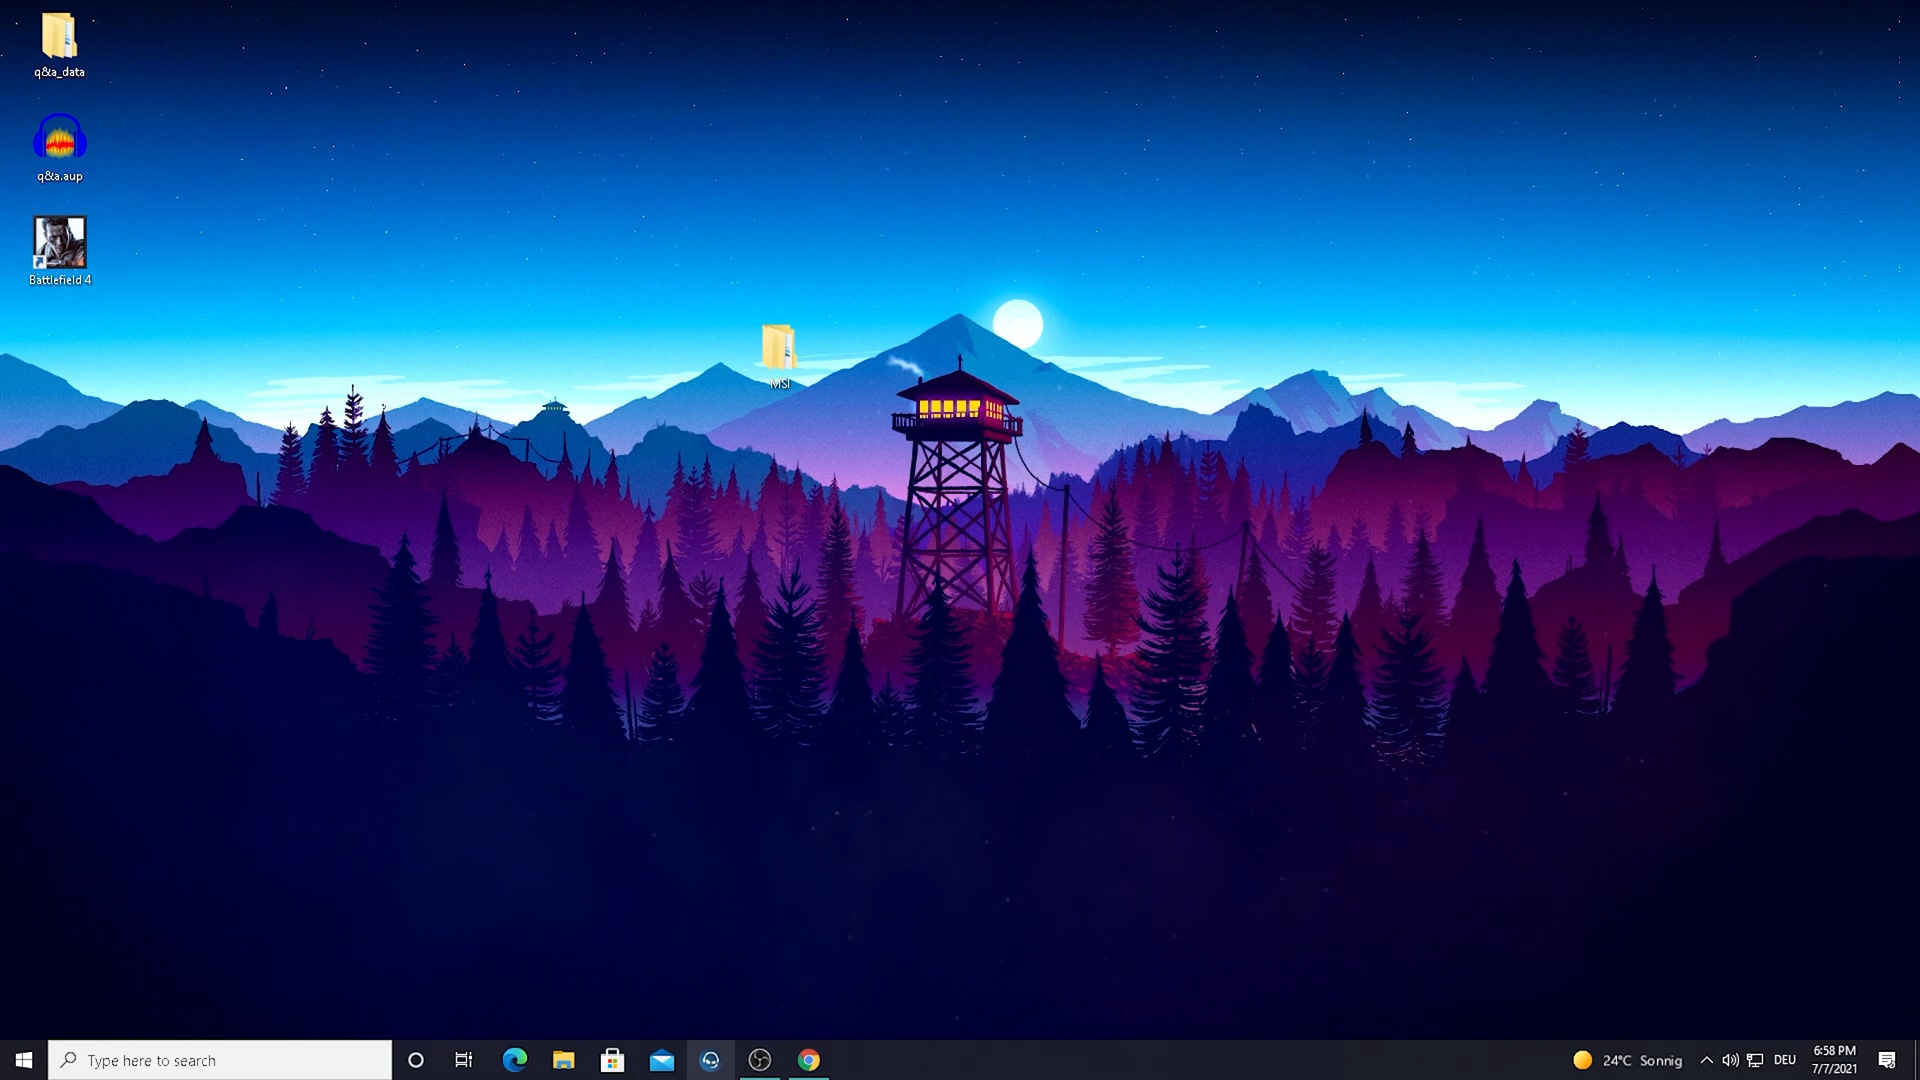 q&a_data
q&a.aup
Battlefield 4
MSI
Type here to search
24°C Sonnig
DEU
6:58 PM
7/7/2021